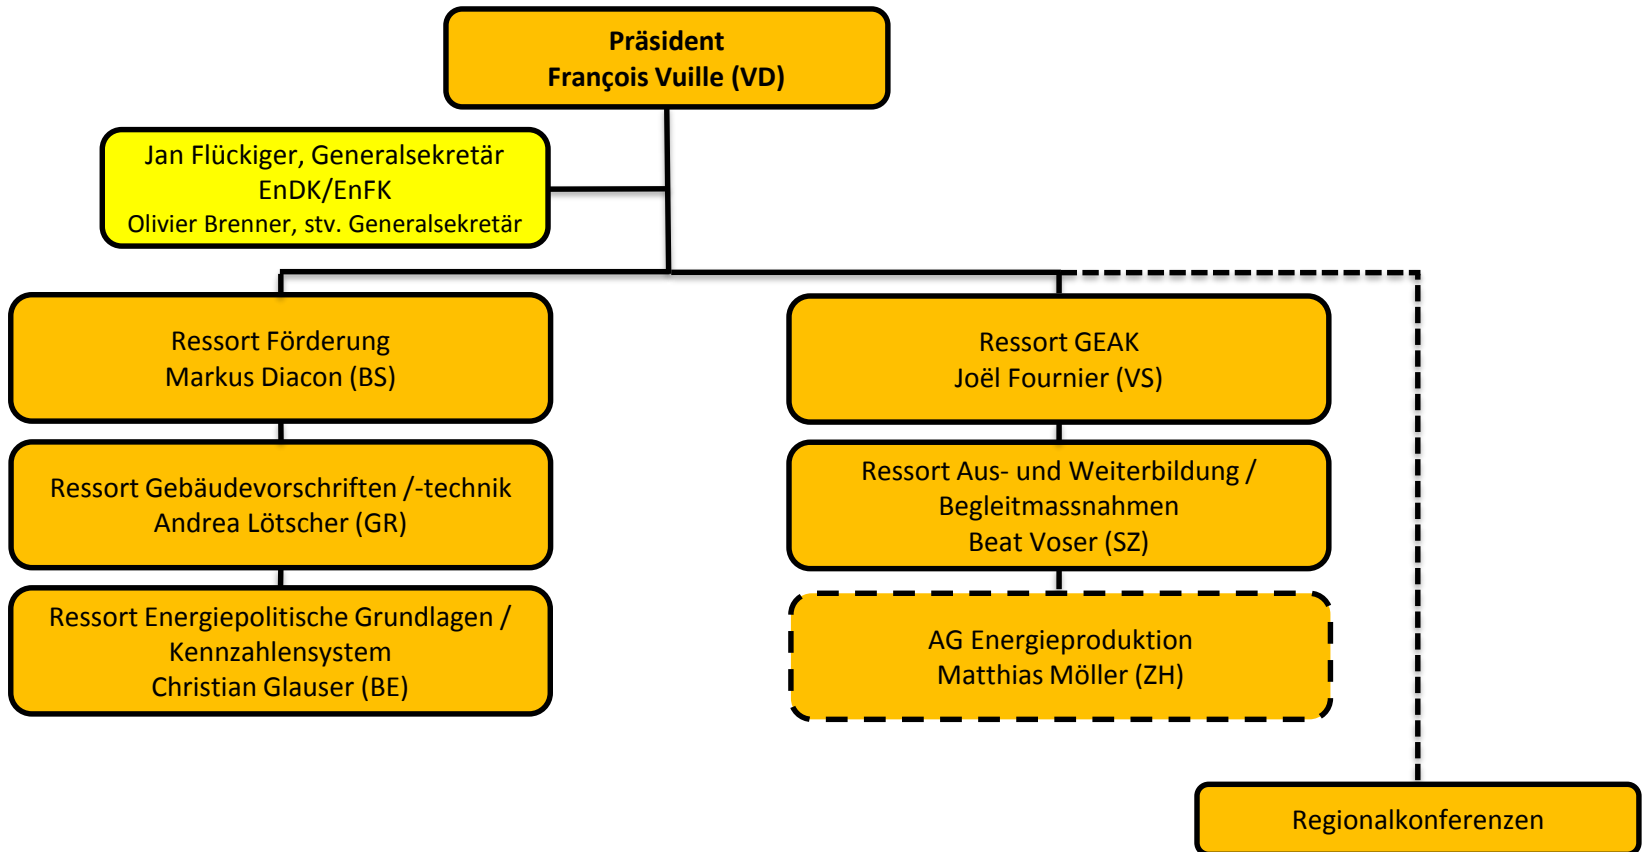 Präsident
François Vuille (VD)
Jan Flückiger, Generalsekretär
EnDK/EnFK
Olivier Brenner, stv. Generalsekretär
Ressort Förderung
Markus Diacon (BS)
Ressort Gebäudevorschriften /-technik
Andrea Lötscher (GR)
Ressort Energiepolitische Grundlagen /
Kennzahlensystem
Christian Glauser (BE)
Ressort GEAK
Joël Fournier (VS)
Ressort Aus- und Weiterbildung /
Begleitmassnahmen
Beat Voser (SZ)
AG Energieproduktion
Matthias Möller (ZH)
Regionalkonferenzen